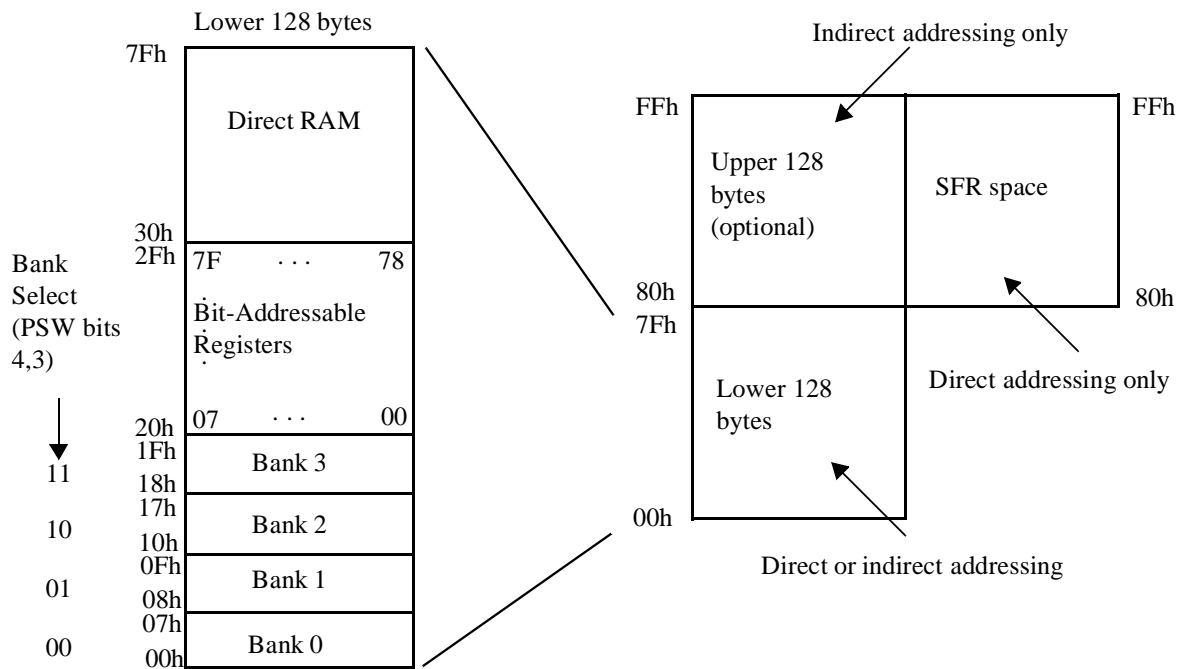 Lower 128 bytes
7Fh
Direct RAM
30h
2Fh
7F . . . 78
.
Bit-Addressable
.
Registers
.
07 . . . 00
20h
1Fh
Bank 3
18h
17h
Bank 2
10h
0Fh
Bank 1
08h
07h
Bank 0
00h
Bank
Select
(PSW bits
4,3)
11
10
01
00
Indirect addressing only
FFh
FFh
Upper 128
bytes
(optional)
SFR space
80h
80h
7Fh
Lower 128
bytes
Direct addressing only
00h
Direct or indirect addressing